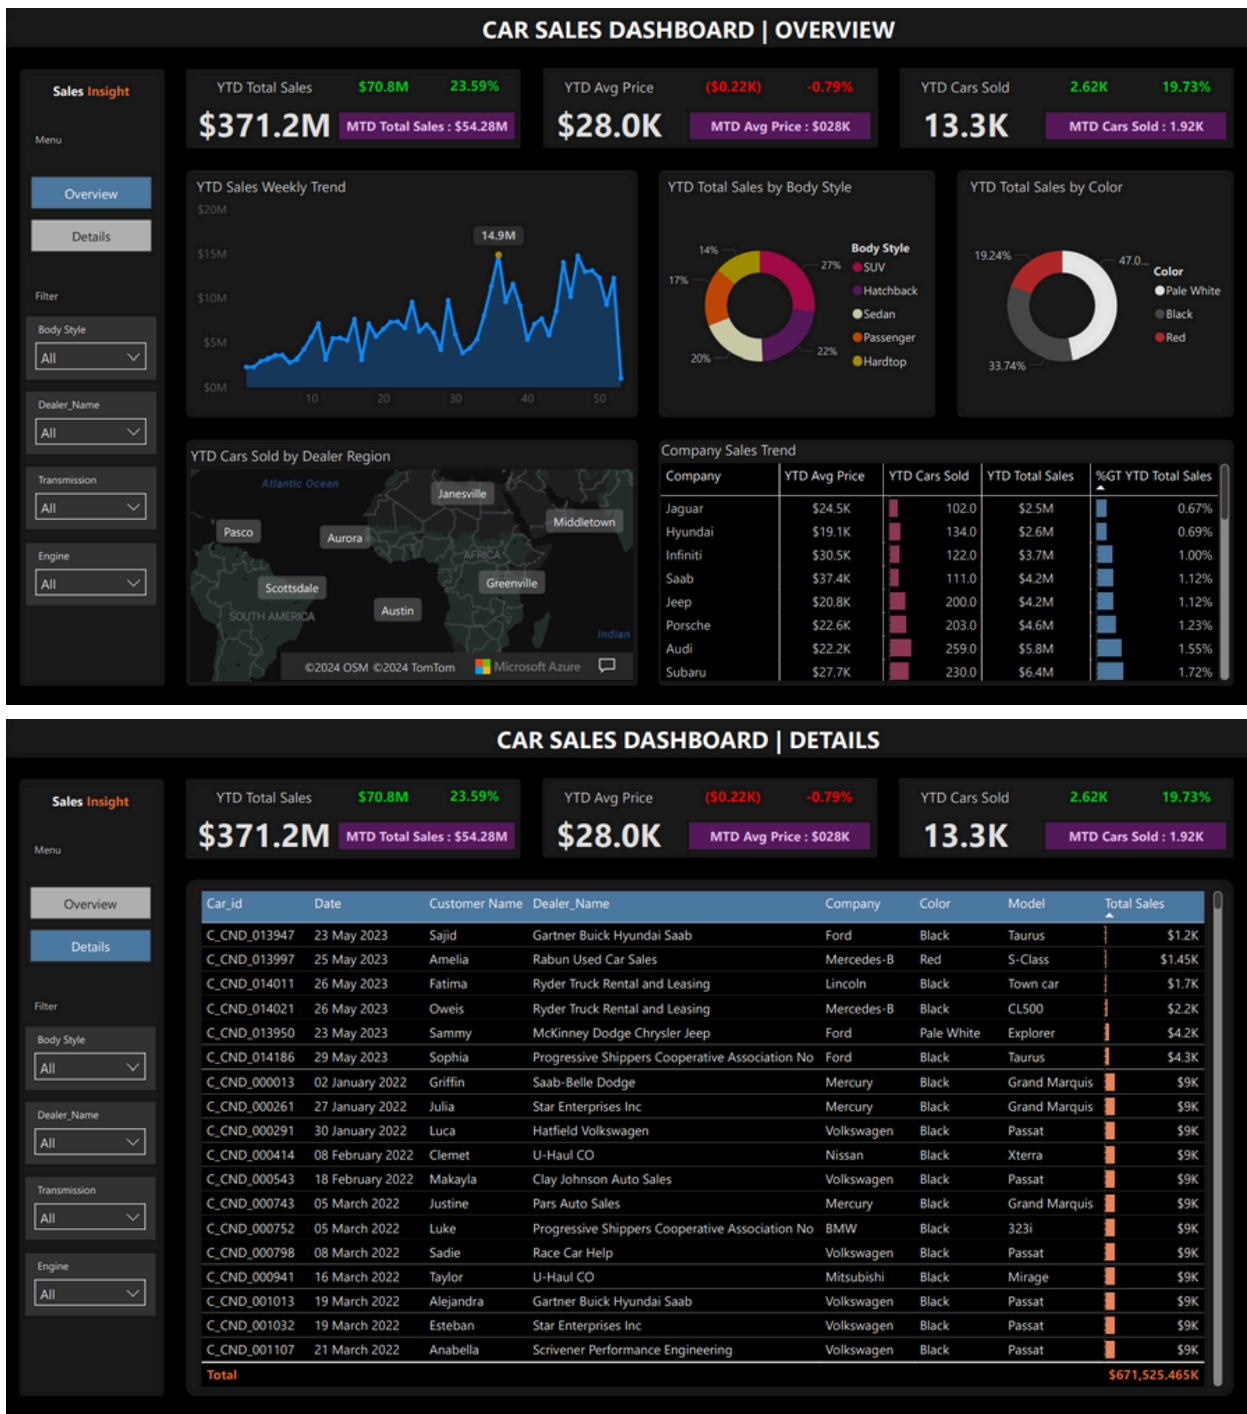 CAR SALES DASHBOARD | OVERVIEW
Sales Insight
Menu
Overview
Details
Filter
Body Style
All
Dealer_Name
All
Transmission
All
Engine
All
YTD Total Sales $70.8M 23.59%
$371.2M MTD Total Sales : $54.28M
YTD Avg Price ($0.22K) -0.79%
$28.0K MTD Avg Price : $028K
YTD Cars Sold 2.62K 19.73%
13.3K MTD Cars Sold : 1.92K
YTD Sales Weekly Trend
$20M
$15M
$10M
$5M
$0M
14.9M
10 20 30 40 50
YTD Total Sales by Body Style
14%
27%
17%
20%
22%
Body Style
SUV
Hatchback
Sedan
Passenger
Hardtop
YTD Total Sales by Color
19.24%
47.0...
33.74%
Color
Pale White
Black
Red
YTD Cars Sold by Dealer Region
Atlantic Ocean
Janesville
Middletown
Pasco
Aurora
AFRICA
Scottsdale
Greenville
SOUTH AMERICA
Austin
Indian
©2024 OSM ©2024 TomTom Microsoft Azure
Company Sales Trend
Company YTD Avg Price YTD Cars Sold YTD Total Sales %GT YTD Total Sales
Jaguar $24.5K 102.0 $2.5M 0.67%
Hyundai $19.1K 134.0 $2.6M 0.69%
Infiniti $30.5K 122.0 $3.7M 1.00%
Saab $37.4K 111.0 $4.2M 1.12%
Jeep $20.8K 200.0 $4.2M 1.12%
Porsche $22.6K 203.0 $4.6M 1.23%
Audi $22.2K 259.0 $5.8M 1.55%
Subaru $27.7K 230.0 $6.4M 1.72%
CAR SALES DASHBOARD | DETAILS
Sales Insight
Menu
Overview
Details
Filter
Body Style
All
Dealer_Name
All
Transmission
All
Engine
All
YTD Total Sales $70.8M 23.59%
$371.2M MTD Total Sales : $54.28M
YTD Avg Price ($0.22K) -0.79%
$28.0K MTD Avg Price : $028K
YTD Cars Sold 2.62K 19.73%
13.3K MTD Cars Sold : 1.92K
Car_id Date Customer Name Dealer_Name Company Color Model Total Sales
C_CND_013947 23 May 2023 Sajid Gartner Buick Hyundai Saab Ford Black Taurus $1.2K
C_CND_013997 25 May 2023 Amelia Rabun Used Car Sales Mercedes-B Red S-Class $1.45K
C_CND_014011 26 May 2023 Fatima Ryder Truck Rental and Leasing Lincoln Black Town car $1.7K
C_CND_014021 26 May 2023 Oweis Ryder Truck Rental and Leasing Mercedes-B Black CL500 $2.2K
C_CND_013950 23 May 2023 Sammy McKinney Dodge Chrysler Jeep Ford Pale White Explorer $4.2K
C_CND_014186 29 May 2023 Sophia Progressive Shippers Cooperative Association No Ford Black Taurus $4.3K
C_CND_000013 02 January 2022 Griffin Saab-Belle Dodge Mercury Black Grand Marquis $9K
C_CND_000261 27 January 2022 Julia Star Enterprises Inc Mercury Black Grand Marquis $9K
C_CND_000291 30 January 2022 Luca Hatfield Volkswagen Volkswagen Black Passat $9K
C_CND_000414 08 February 2022 Clemet U-Haul CO Nissan Black Xterra $9K
C_CND_000543 18 February 2022 Makayla Clay Johnson Auto Sales Volkswagen Black Passat $9K
C_CND_000743 05 March 2022 Justine Pars Auto Sales Mercury Black Grand Marquis $9K
C_CND_000752 05 March 2022 Luke Progressive Shippers Cooperative Association No BMW Black 323i $9K
C_CND_000798 08 March 2022 Sadie Race Car Help Volkswagen Black Passat $9K
C_CND_000941 16 March 2022 Taylor U-Haul CO Mitsubishi Black Mirage $9K
C_CND_001013 19 March 2022 Alejandra Gartner Buick Hyundai Saab Volkswagen Black Passat $9K
C_CND_001032 19 March 2022 Esteban Star Enterprises Inc Volkswagen Black Passat $9K
C_CND_001107 21 March 2022 Anabella Scrivener Performance Engineering Volkswagen Black Passat $9K
Total $671,525.465K